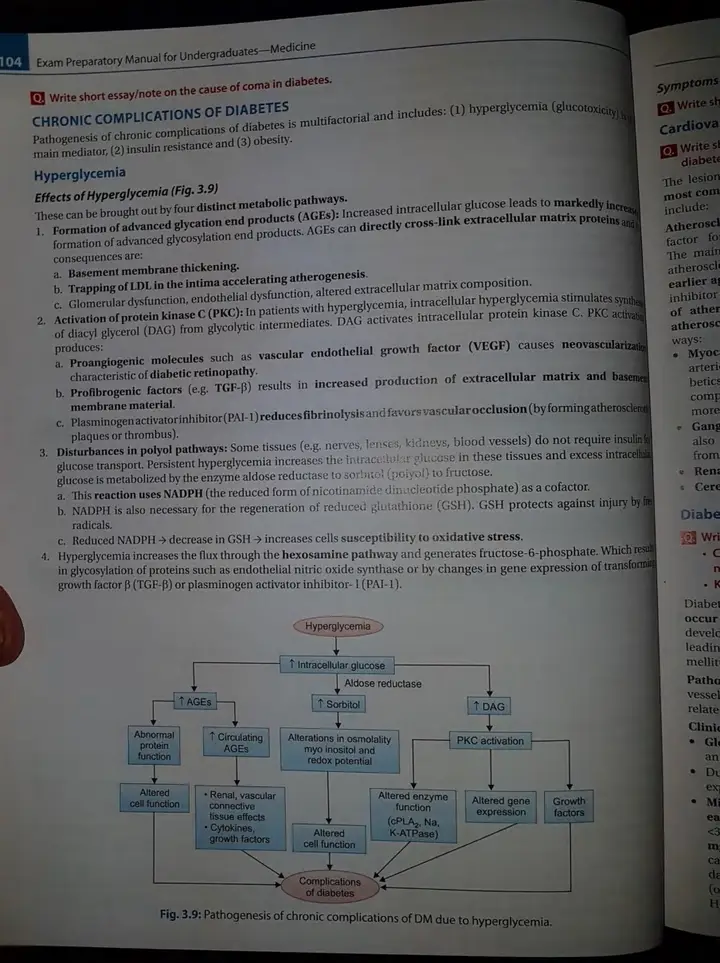 104
Exam Preparatory Manual for Undergraduates—Medicine
Q. Write short essay/note on the cause of coma in diabetes.
CHRONIC COMPLICATIONS OF DIABETES
Pathogenesis of chronic complications of diabetes is multifactorial and includes: (1) hyperglycemia (glucotoxicity)
main mediator, (2) insulin resistance and (3) obesity.
Hyperglycemia
Effects of Hyperglycemia (Fig. 3.9)
These can be brought out by four distinct metabolic pathways.
1. Formation of advanced glycation end products (AGEs): Increased intracellular glucose leads to markedly
formation of advanced glycosylation end products. AGEs can directly cross-link extracellular matrix proteins and
consequences are:
a. Basement membrane thickening.
b. Trapping of LDL in the intima accelerating atherogenesis.
c. Glomerular dysfunction, endothelial dysfunction, altered extracellular matrix composition.
2. Activation of protein kinase C (PKC): In patients with hyperglycemia, intracellular hyperglycemia stimulates
of diacyl glycerol (DAG) from glycolytic intermediates. DAG activates intracellular protein kinase C. PKC
produces:
a. Proangiogenic molecules such as vascular endothelial growth factor (VEGF) causes neovascularization
characteristic of diabetic retinopathy.
b. Profibrogenic factors (e.g. TGF-β) results in increased production of extracellular matrix and
membrane material.
c. Plasminogen activator inhibitor (PAI-1) reduces fibrinolysis and favors vascular occlusion (by forming
plaques or thrombus).
3. Disturbances in polyol pathways: Some tissues (e.g. nerves, lenses, kidneys, blood vessels) do not require insulin
glucose transport. Persistent hyperglycemia increases the intracellular glucose in these tissues and excess
glucose is metabolized by the enzyme aldose reductase to sorbitol (polyol) to fructose.
a. This reaction uses NADPH (the reduced form of nicotinamide dinucleotide phosphate) as a cofactor.
b. NADPH is also necessary for the regeneration of reduced glutathione (GSH). GSH protects against injury by
radicals.
c. Reduced NADPH → decrease in GSH → increases cells susceptibility to oxidative stress.
4. Hyperglycemia increases the flux through the hexosamine pathway and generates fructose-6-phosphate. Which
in glycosylation of proteins such as endothelial nitric oxide synthase or by changes in gene expression of transforming
growth factor β (TGF-β) or plasminogen activator inhibitor-1 (PAI-1).
Hyperglycemia
↑ Intracellular glucose
Aldose reductase
↑ AGEs
↑ Sorbitol
↑ DAG
Abnormal
protein
function
↑ Circulating
AGEs
Alterations in osmolality
myo inositol and
redox potential
PKC activation
Altered
cell function
• Renal, vascular
connective
tissue effects
• Cytokines,
growth factors
Altered
cell function
Altered enzyme
function
(cPLA2, Na,
K-ATPase)
Altered gene
expression
Growth
factors
Complications
of diabetes
Fig. 3.9: Pathogenesis of chronic complications of DM due to hyperglycemia.
Symptoms
Q. Write
Cardiova
Q. Write
diabet
The lesion
most com
include:
factor fo
The main
atheroscl
earlier
inhibitor
of ather
ways:
• Myoc
arteri
betics
comp
more
• Gang
also
from
• Rena
• Cere
Diabe
Q. Wri
Diabet
occur
develo
leadin
mellit
Patho
vessel
relate
Clinic
• Gl
an
• Du
• Mi
ea
<3
m
ca
da
(o
H